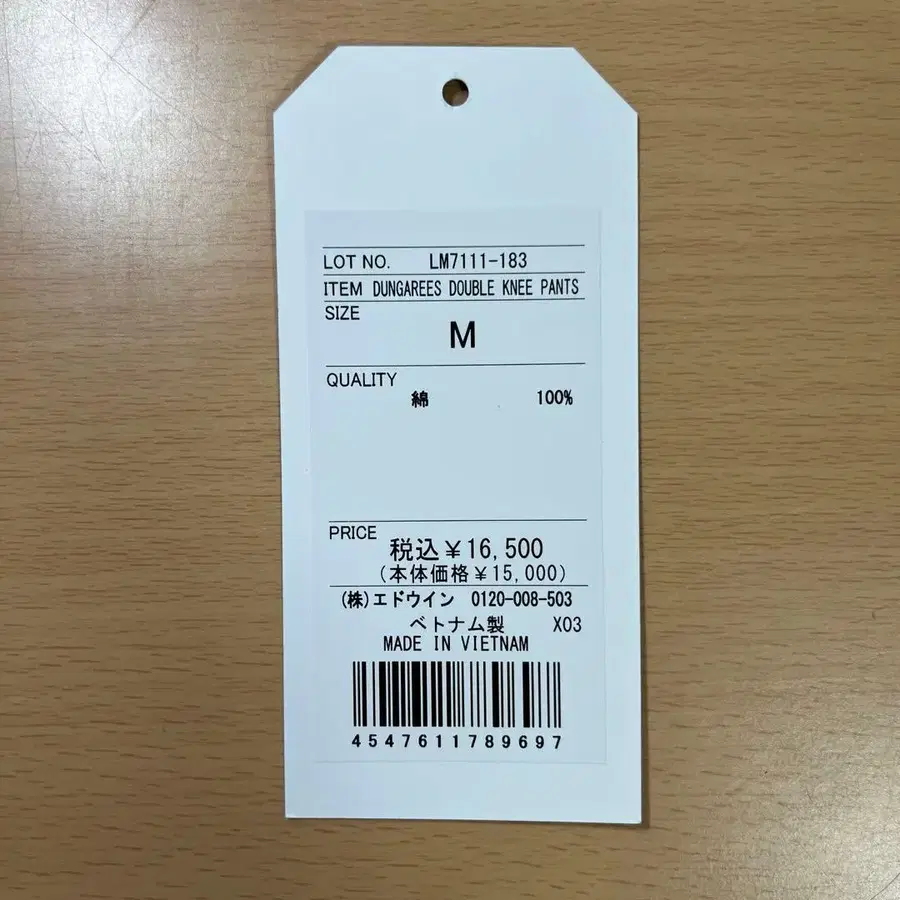 LOT NO. LM7111-183
ITEM DUNGAREES DOUBLE KNEE PANTS
SIZE
M
QUALITY
綿 100%
PRICE
税込¥16,500
(本体価格¥15,000)
(株)エドウイン 0120-008-503
ベトナム製 X03
MADE IN VIETNAM
4547611789697